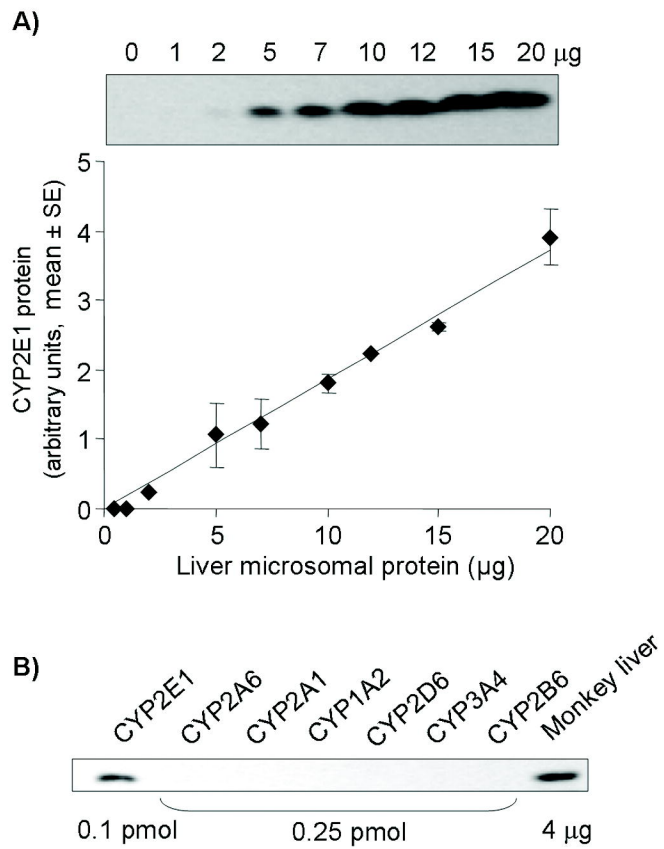 A)
0 1 2 5 7 10 12 15 20 µg
CYP2E1 protein
(arbitrary units, mean ± SE)
5
4
3
2
1
0
0 5 10 15 20
Liver microsomal protein (µg)
B)
CYP2E1 CYP2A6 CYP2A1 CYP1A2 CYP2D6 CYP3A4 CYP2B6 Monkey liver
0.1 pmol 0.25 pmol 4 µg